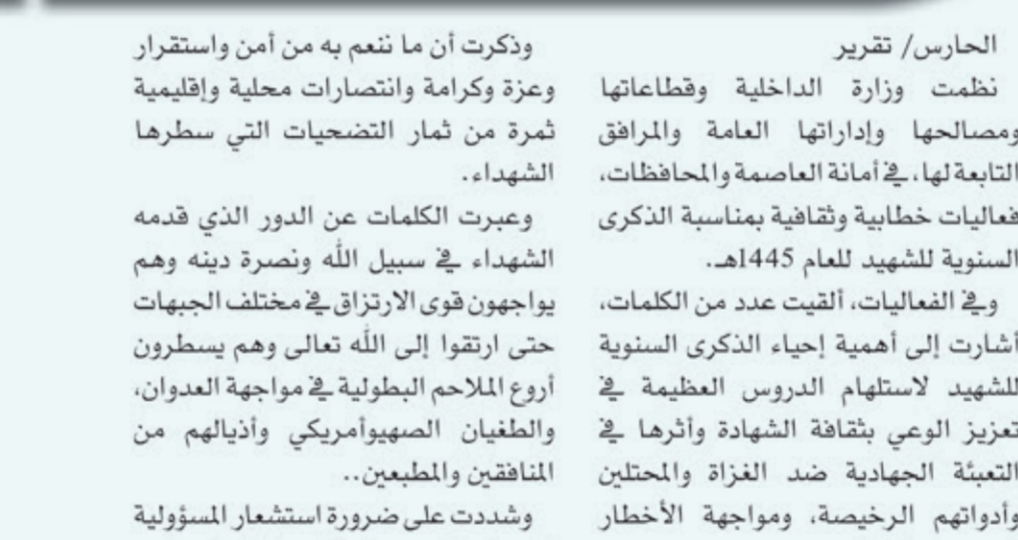 الحارس/ تقرير
نظمت وزارة الداخلية وقطاعاتها
ومصالحها وإداراتها العامة والمرافق
التابعة لها، في أمانة العاصمة والمحافظات،
فعاليات خطابية وثقافية بمناسبة الذكرى
السنوية للشهيد للعام 1445هـ.
وفي الفعاليات، ألقيت عدد من الكلمات،
أشارت إلى أهمية إحياء الذكرى السنوية
للشهيد لاستلهام الدروس العظيمة في
تعزيز الوعي بثقافة الشهادة وأثرها في
التعبئة الجهادية ضد الغزاة والمحتلين
وأدواتهم الرخيصة، ومواجهة الأخطار
وذكرت أن ما ننعم به من أمن واستقرار
وعزة وكرامة وانتصارات محلية وإقليمية
ثمرة من ثمار التضحيات التي سطرها
الشهداء.
وعبرت الكلمات عن الدور الذي قدمه
الشهداء في سبيل الله ونصرة دينه وهم
يواجهون قوى الارتزاق في مختلف الجبهات
حتى ارتقوا إلى الله تعالى وهم يسطرون
أروع الملاحم البطولية في مواجهة العدوان،
والطغيان الصهيوأمريكي وأذيالهم من
المنافقين والمطبعين..
وشددت على ضرورة استشعار المسؤولية